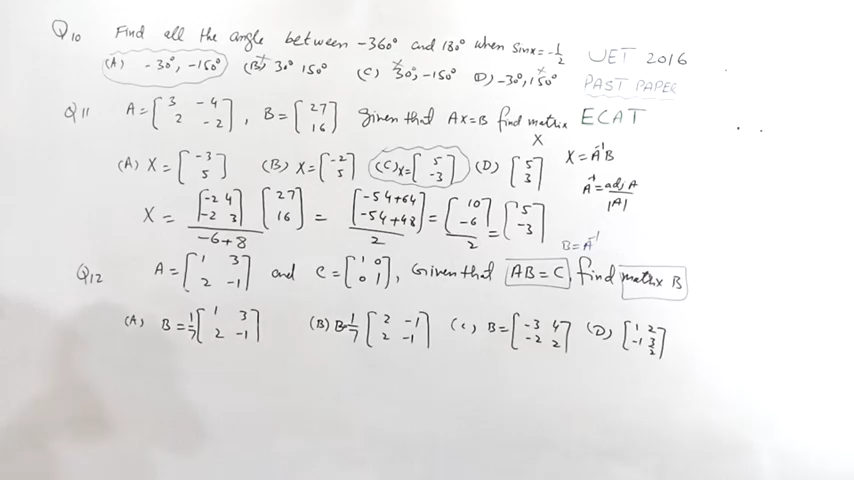 Q10 Find all the angle between -360° and 180° when sinx = -1/2 UET 2016
(A) -30°, -150° (B) 30° 150° (C) 30°, -150° (D) -30°, 150° PAST PAPER
Q11 A = [3 -4; 2 -2], B = [27; 16] Given that AX=B find matrix X ECAT
(A) X = [-3; 5] (B) X = [-2; 5] (C) X = [5; -3] (D) [5; 3] X = A⁻¹B
A⁻¹ = adj A / |A|
X = [-2 4; -2 3] [27; 16] / -6+8 = [-54+64; -54+48] / 2 = [10; -6] / 2 = [5; -3]
B = A⁻¹
Q12 A = [1 3; 2 -1] and C = [1 0; 0 1], Given that AB = C, find matrix B
(A) B = 1/7 [1 3; 2 -1] (B) B = 1/7 [2 -1; 2 -1] (C) B = [-3 4; -2 2] (D) [1 2; -1 3/2]